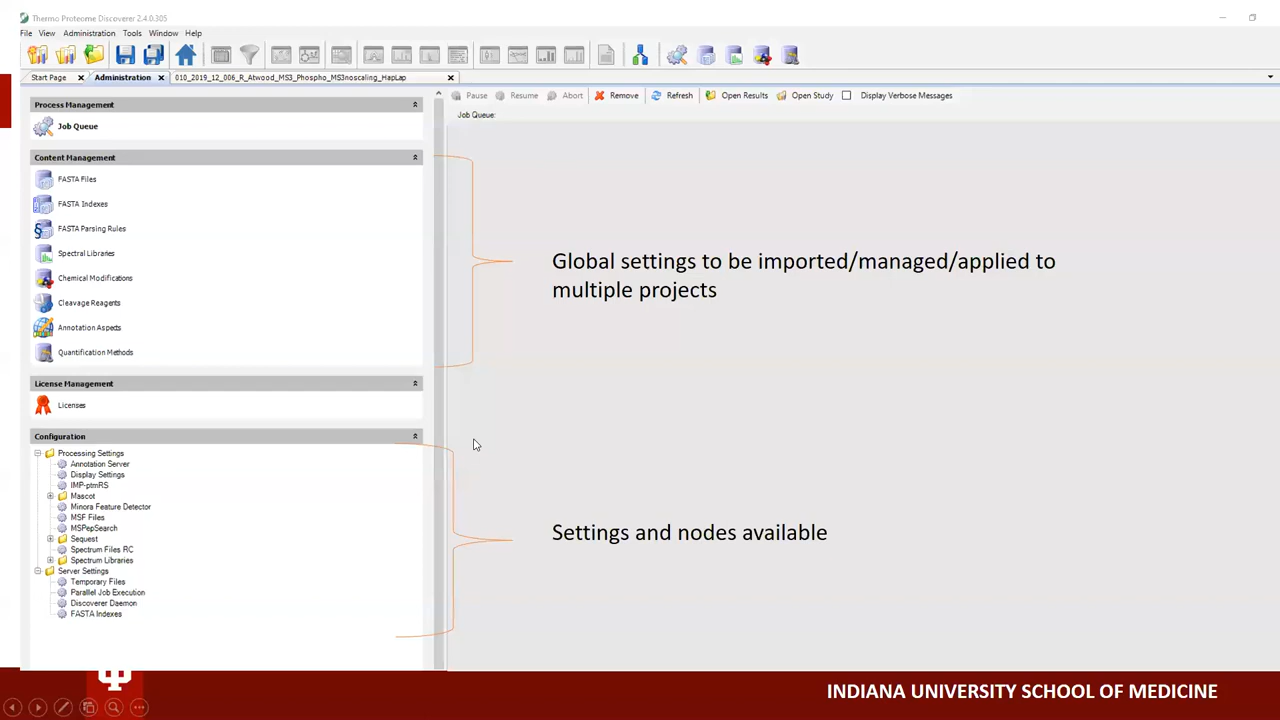 Thermo Proteome Discoverer 2.4.0.305
File View Administration Tools Window Help
Start Page Administration 010_2019_12_006_R_Atwood_MS3_Phospho_MS3noscaling_HapLap
Process Management
Job Queue
Content Management
FASTA Files
FASTA Indexes
FASTA Parsing Rules
Spectral Libraries
Chemical Modifications
Cleavage Reagents
Annotation Aspects
Quantification Methods
License Management
Licenses
Configuration
Processing Settings
Annotation Server
Display Settings
IMP-ptmRS
Mascot
Minora Feature Detector
MSF Files
MSPepSearch
Sequest
Spectrum Files RC
Spectrum Libraries
Server Settings
Temporary Files
Parallel Job Execution
Discoverer Daemon
FASTA Indexes
Pause Resume Abort Remove Refresh Open Results Open Study Display Verbose Messages
Job Queue:
Global settings to be imported/managed/applied to
multiple projects
Settings and nodes available
INDIANA UNIVERSITY SCHOOL OF MEDICINE